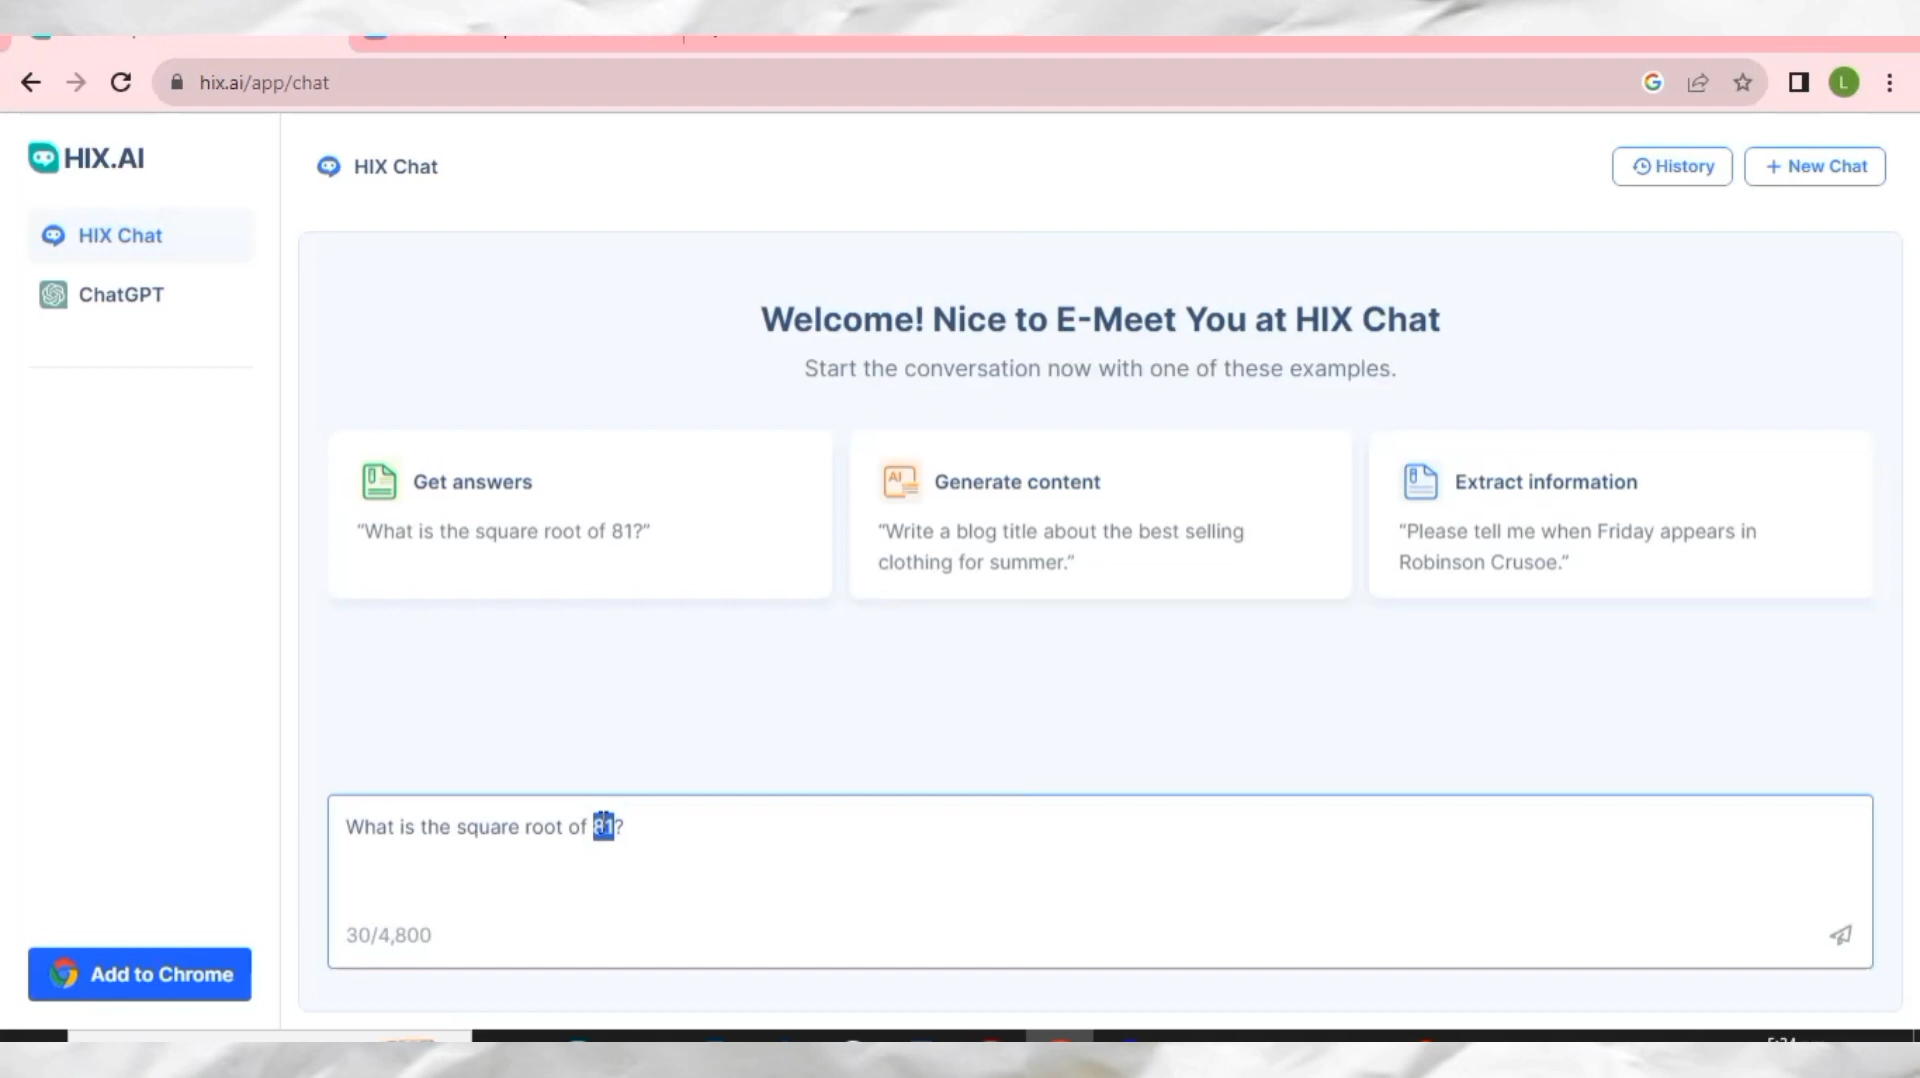 hix.ai/app/chat
L
HIX.AI
HIX Chat
History
+ New Chat
HIX Chat
ChatGPT
Welcome! Nice to E-Meet You at HIX Chat
Start the conversation now with one of these examples.
Get answers
“What is the square root of 81?”
AI
Generate content
“Write a blog title about the best selling
clothing for summer.”
Extract information
“Please tell me when Friday appears in
Robinson Crusoe.”
What is the square root of 81?
30/4,800
Add to Chrome